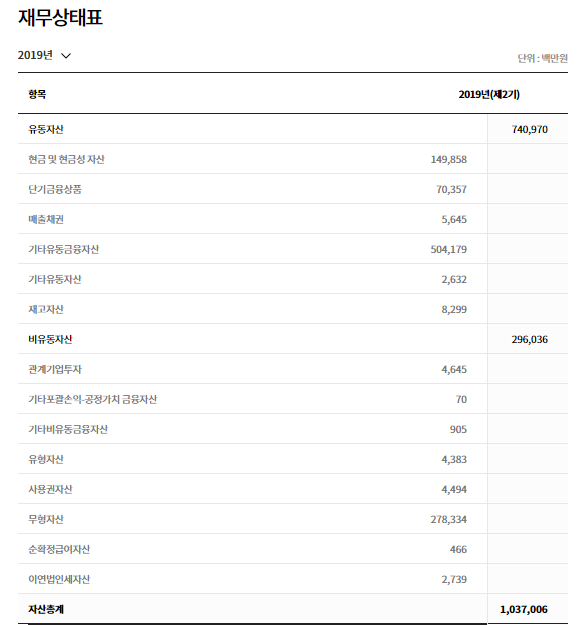 재무상태표
2019년
단위 : 백만원
항목 2019년(제2기)
유동자산 740,970
현금 및 현금성 자산 149,858
단기금융상품 70,357
매출채권 5,645
기타유동금융자산 504,179
기타유동자산 2,632
재고자산 8,299
비유동자산 296,036
관계기업투자 4,645
기타포괄손익-공정가치 금융자산 70
기타비유동금융자산 905
유형자산 4,383
사용권자산 4,494
무형자산 278,334
순확정급여자산 466
이연법인세자산 2,739
자산총계 1,037,006